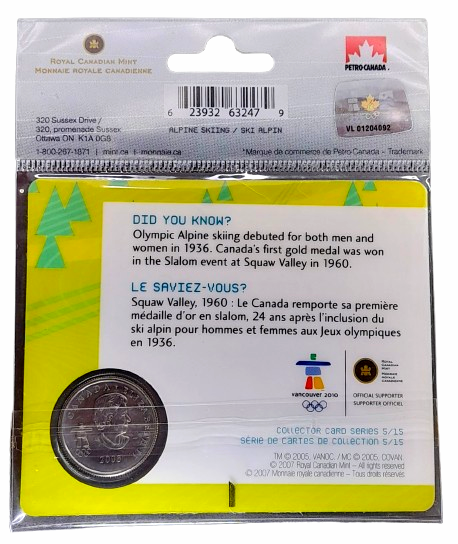 ROYAL CANADIAN MINT
MONNAIE ROYALE CANADIENNE
PETRO-CANADA
6 23932 63247 9
VL 01204092
320 Sussex Drive /
320, promenade Sussex
Ottawa ON K1A 0G8
ALPINE SKIING / SKI ALPIN
1-800-267-1871 | mint.ca | monnaie.ca
*Marque de commerce de Petro-Canada – Trademark
DID YOU KNOW?
Olympic Alpine skiing debuted for both men and
women in 1936. Canada's first gold medal was won
in the Slalom event at Squaw Valley in 1960.
LE SAVIEZ-VOUS?
Squaw Valley, 1960 : Le Canada remporte sa première
médaille d'or en slalom, 24 ans après l'inclusion du
ski alpin pour hommes et femmes aux Jeux olympiques
en 1936.
vancouver 2010
ROYAL CANADIAN
MINT
MONNAIE
ROYALE
CANADIENNE
OFFICIAL SUPPORTER
SUPPORTER OFFICIEL
COLLECTOR CARD SERIES 5/15
SÉRIE DE CARTES DE COLLECTION 5/15
TM © 2005, VANOC. / MC © 2005, COVAN.
© 2007 Royal Canadian Mint – All rights reserved
© 2007 Monnaie royale canadienne – Tous droits réservés